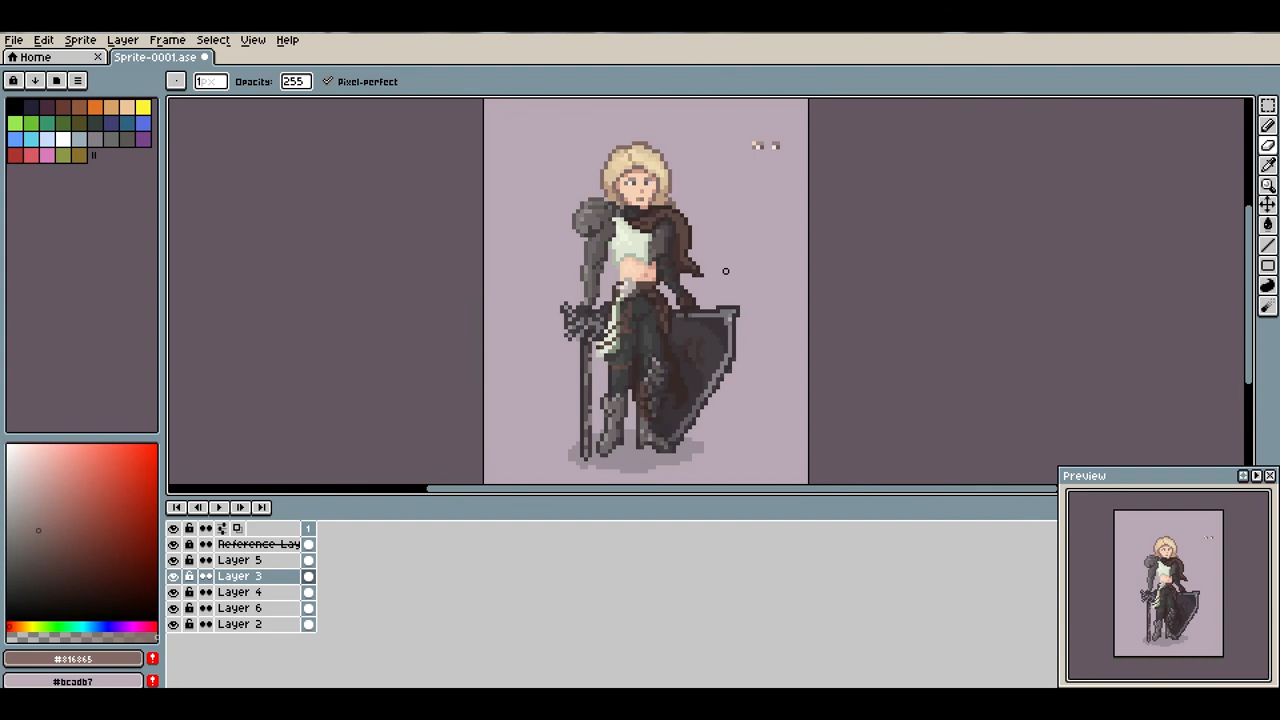 File Edit Sprite Layer Frame Select View Help
Home Sprite-0001.ase
1px Opacity: 255 Pixel-perfect
Preview
1
Reference Lay
Layer 5
Layer 3
Layer 4
Layer 6
Layer 2
#816865
#bcadb7